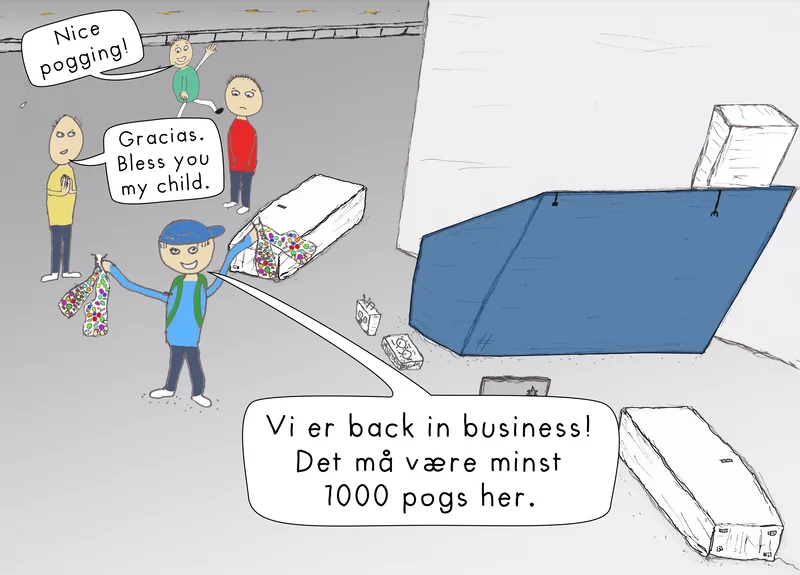 Nice
pogging!
Gracias.
Bless you
my child.
Vi er back in business!
Det må være minst
1000 pogs her.